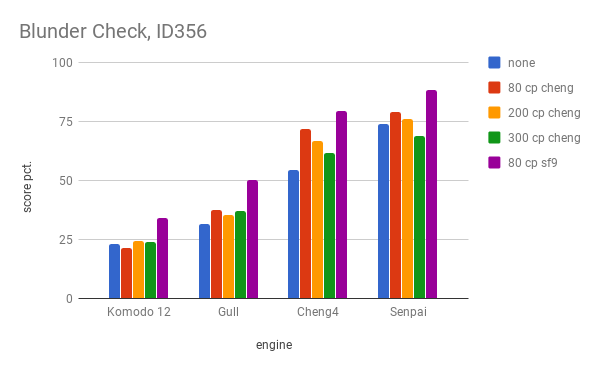 Blunder Check, ID356
100
75
50
25
0
score pct.
Komodo 12
Gull
Cheng4
Senpai
engine
none
80 cp cheng
200 cp cheng
300 cp cheng
80 cp sf9